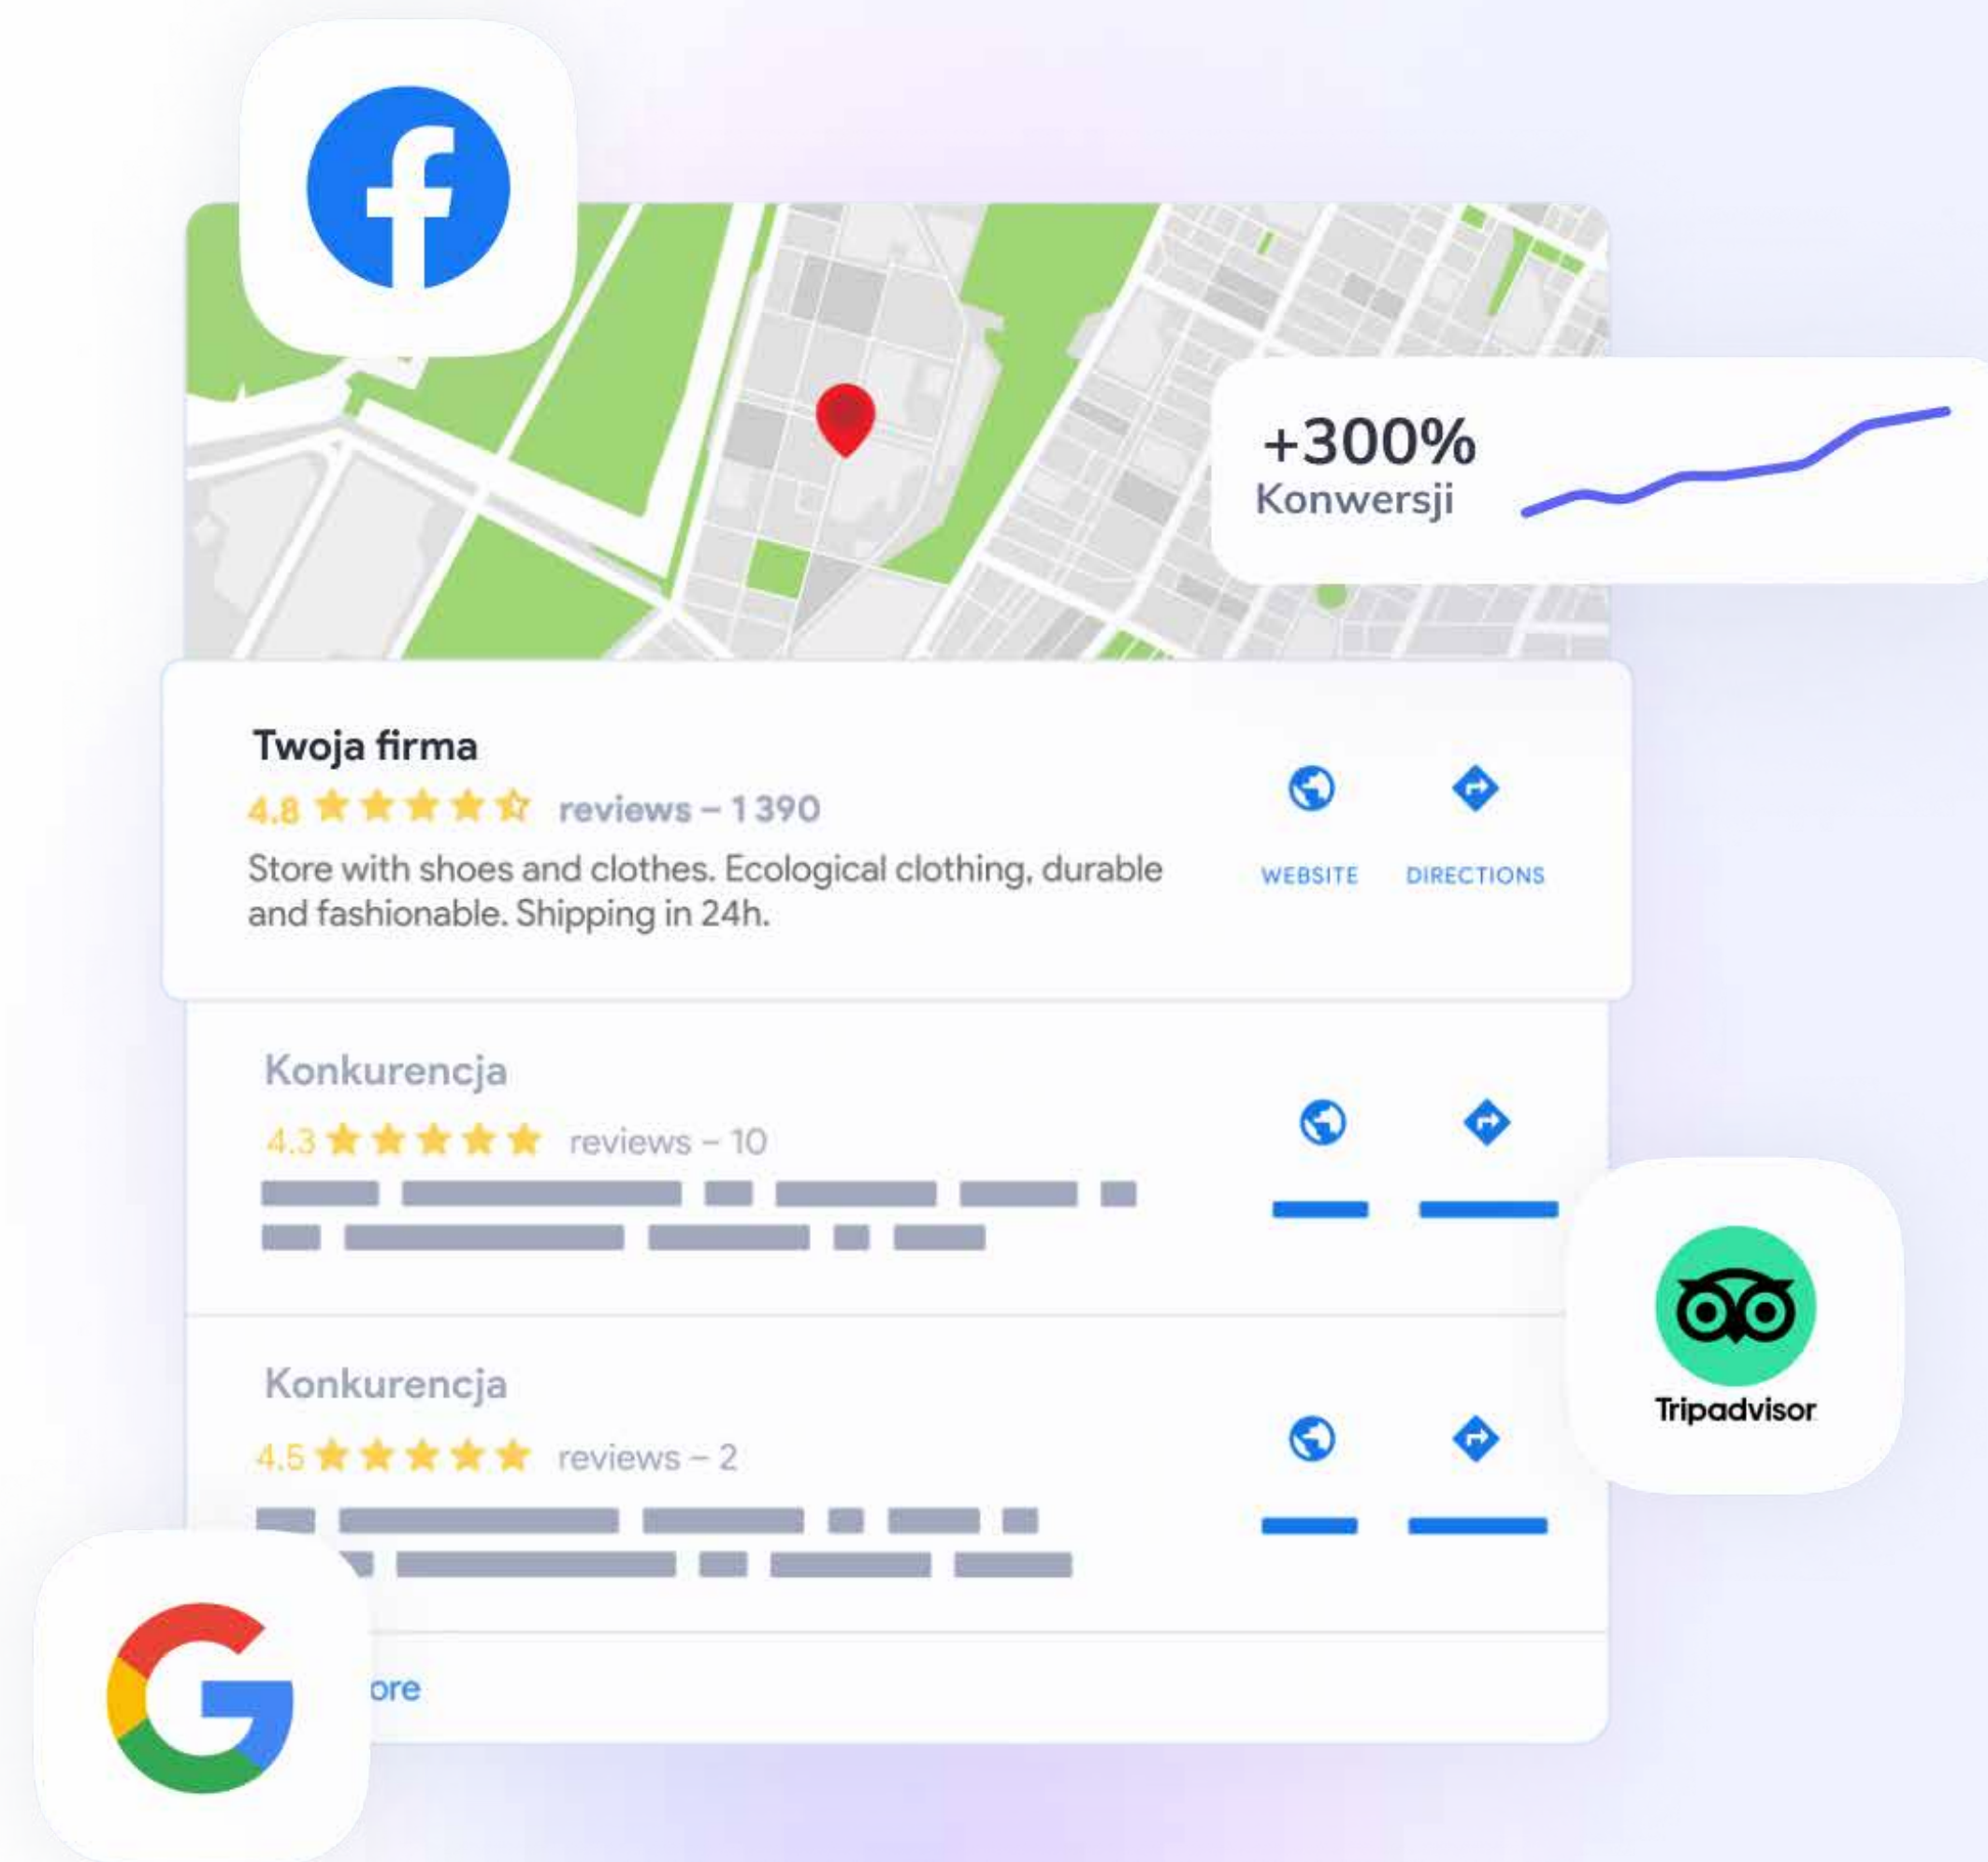 +300%
Konwersji
Twoja firma
4.8 reviews – 1 390
Store with shoes and clothes. Ecological clothing, durable
and fashionable. Shipping in 24h.
WEBSITE DIRECTIONS
Konkurencja
4.3 reviews – 10
Konkurencja
4.5 reviews – 2
Tripadvisor
ore